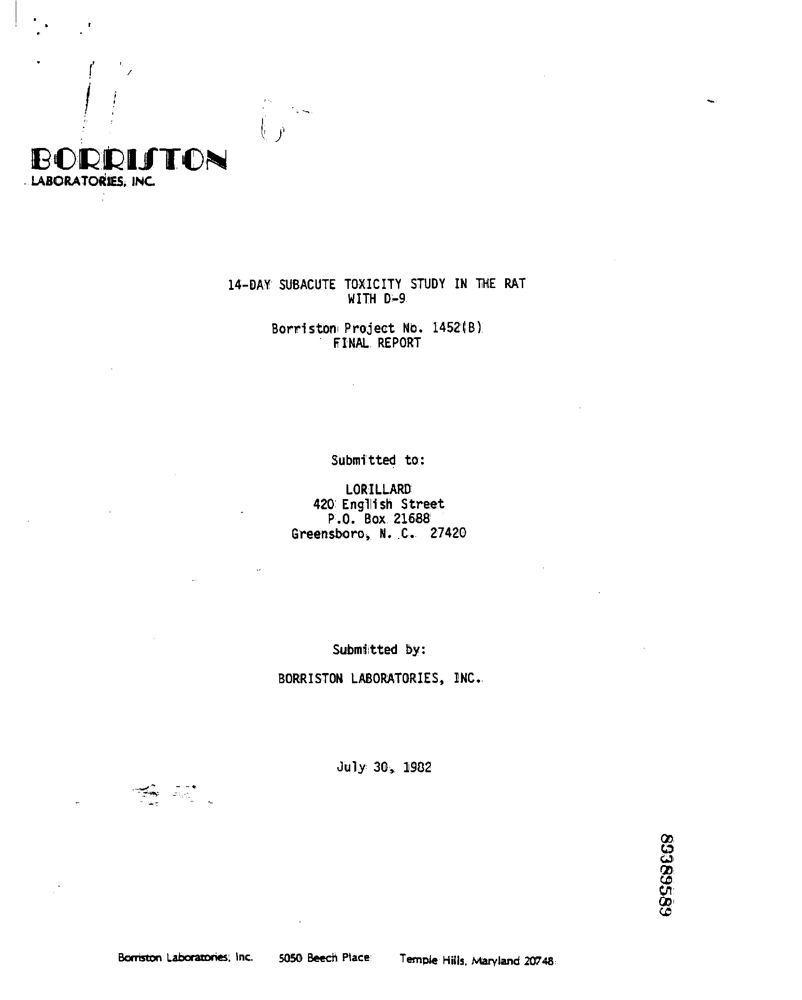 BORRISTON
LABORATORIES, INC.
14-DAY SUBACUTE TOXICITY STUDY IN THE RAT
WITH D-9
Borriston Project No. 1452(B)
FINAL REPORT
Submitted to:
LORILLARD
420 English Street
P.O. Box 21688
Greensboro, N. C. 27420
Submitted by:
BORRISTON LABORATORIES, INC.
July 30, 1982
89389589
Borriston Laboratories, Inc. 5050 Beech Place Temple Hills, Maryland 20748